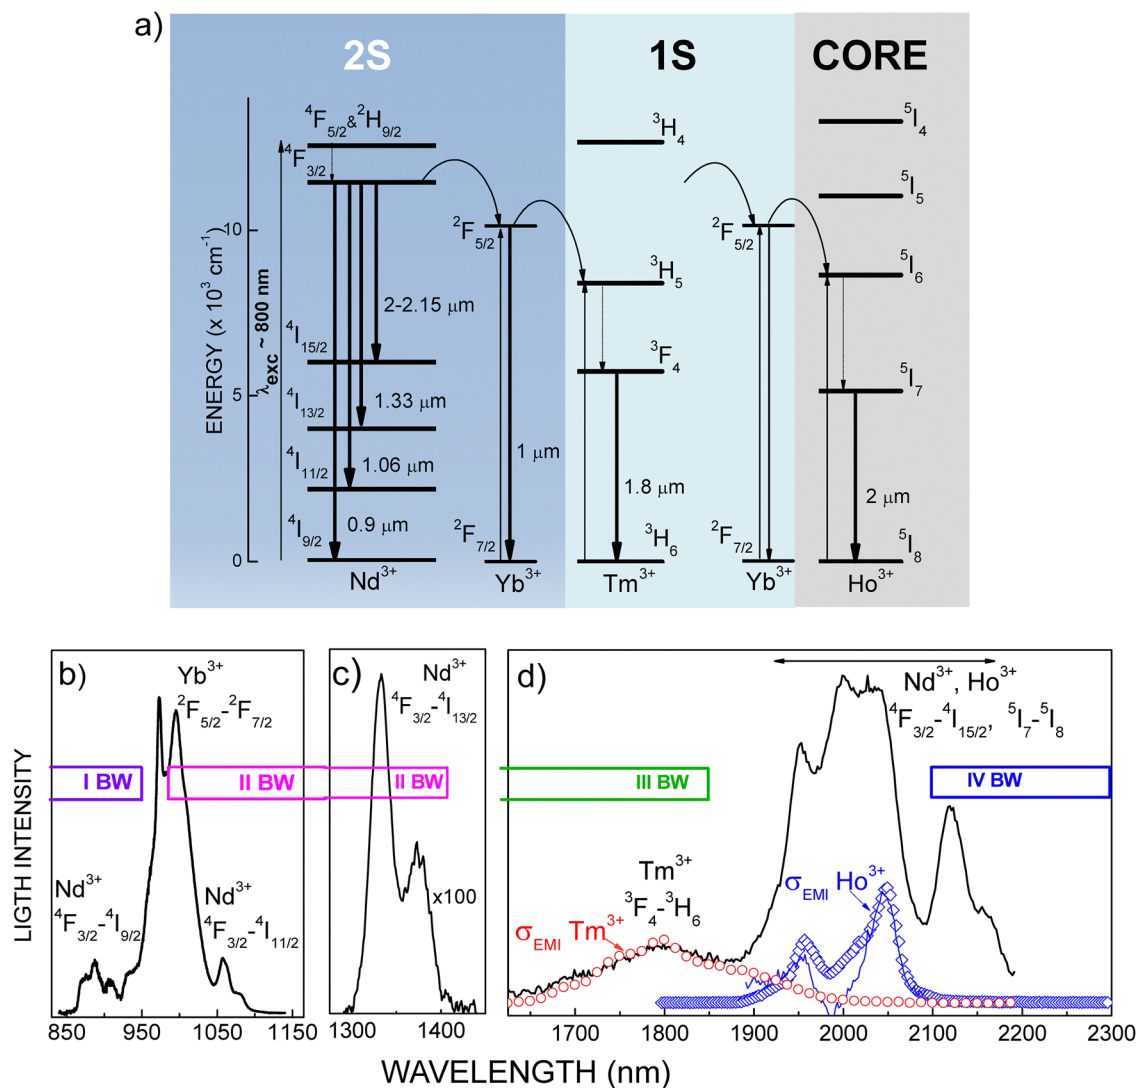 a)
2S
1S
CORE
⁴F₅/₂ & ²H₉/₂
⁴F₃/₂
⁴I₁₅/₂
⁴I₁₃/₂
⁴I₁₁/₂
⁴I₉/₂
ENERGY (x 10³ cm⁻¹)
10
5
0
λexc ~ 800 nm
2-2.15 μm
1.33 μm
1.06 μm
0.9 μm
Nd³⁺
²F₅/₂
²F₇/₂
1 μm
Yb³⁺
³H₄
³H₅
³F₄
³H₆
1.8 μm
Tm³⁺
²F₅/₂
²F₇/₂
Yb³⁺
⁵I₄
⁵I₅
⁵I₆
⁵I₇
⁵I₈
2 μm
Ho³⁺
LIGTH INTENSITY
b)
Yb³⁺
²F₅/₂-²F₇/₂
I BW
II BW
Nd³⁺
⁴F₃/₂-⁴I₉/₂
Nd³⁺
⁴F₃/₂-⁴I₁₁/₂
850 950 1050 1150
c)
Nd³⁺
⁴F₃/₂-⁴I₁₃/₂
II BW
x100
1300 1400
d)
Nd³⁺, Ho³⁺
⁴F₃/₂-⁴I₁₅/₂, ⁵I₇-⁵I₈
III BW
IV BW
Tm³⁺
³F₄-³H₆
σEMI Tm³⁺
σEMI Ho³⁺
1700 1800 1900 2000 2100 2200 2300
WAVELENGTH (nm)